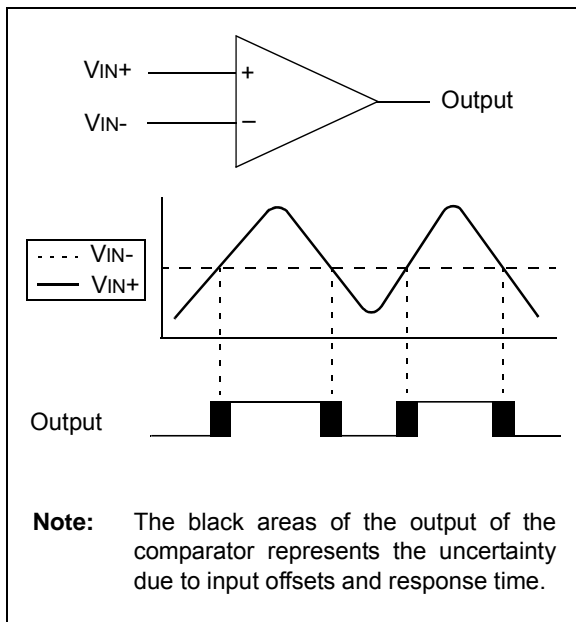 VIN+
+
Output
VIN-
–
VIN-
VIN+
Output
Note: The black areas of the output of the
comparator represents the uncertainty
due to input offsets and response time.